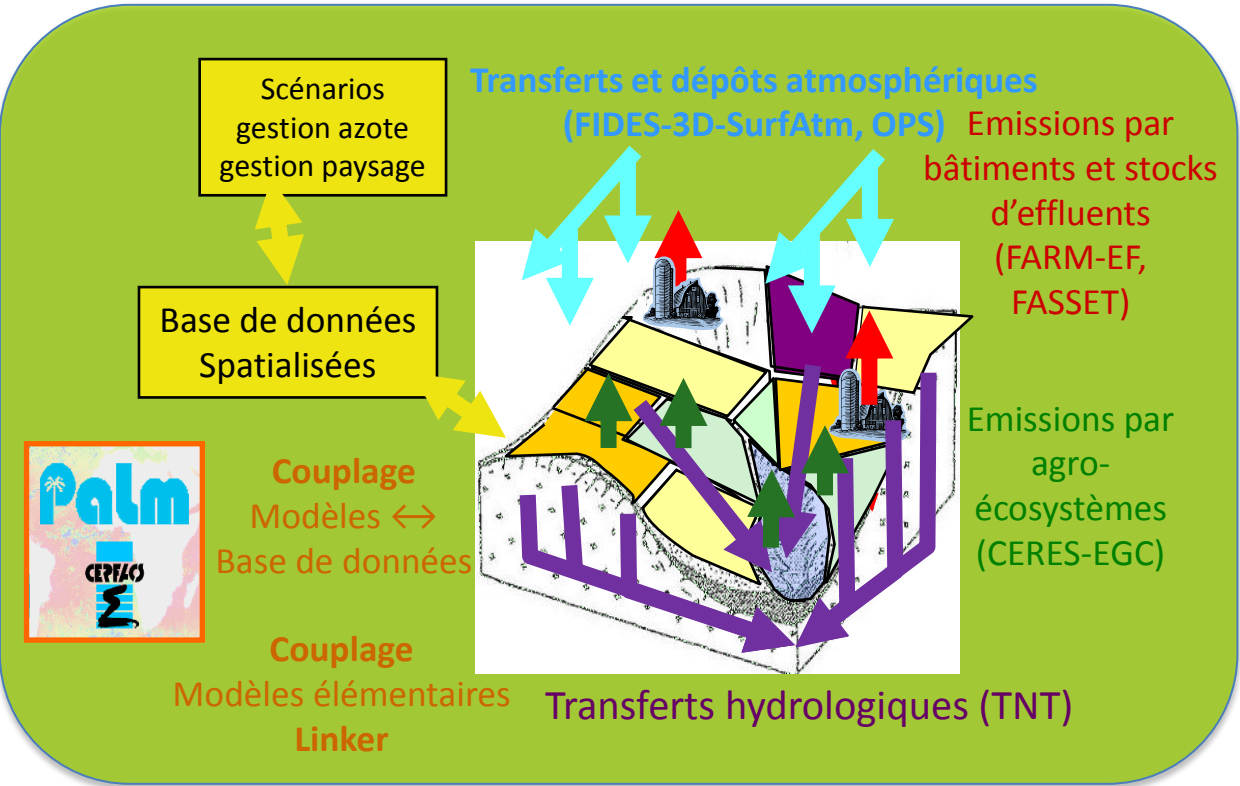 Scénarios
gestion azote
gestion paysage
Transferts et dépôts atmosphériques
(FIDES-3D-SurfAtm, OPS)
Emissions par
bâtiments et stocks
d'effluents
(FARM-EF,
FASSET)
Base de données
Spatialisées
Palm
CERFACS
Couplage
Modèles ↔
Base de données
Emissions par
agro-
écosystèmes
(CERES-EGC)
Couplage
Modèles élémentaires
Linker
Transferts hydrologiques (TNT)